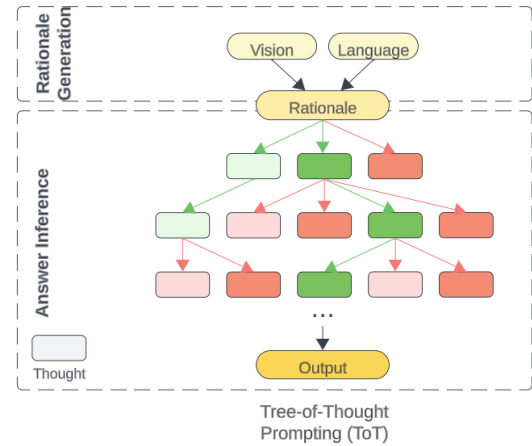 Rationale
Generation
Vision
Language
Rationale
Answer Inference
...
Thought
Output
Tree-of-Thought
Prompting (ToT)